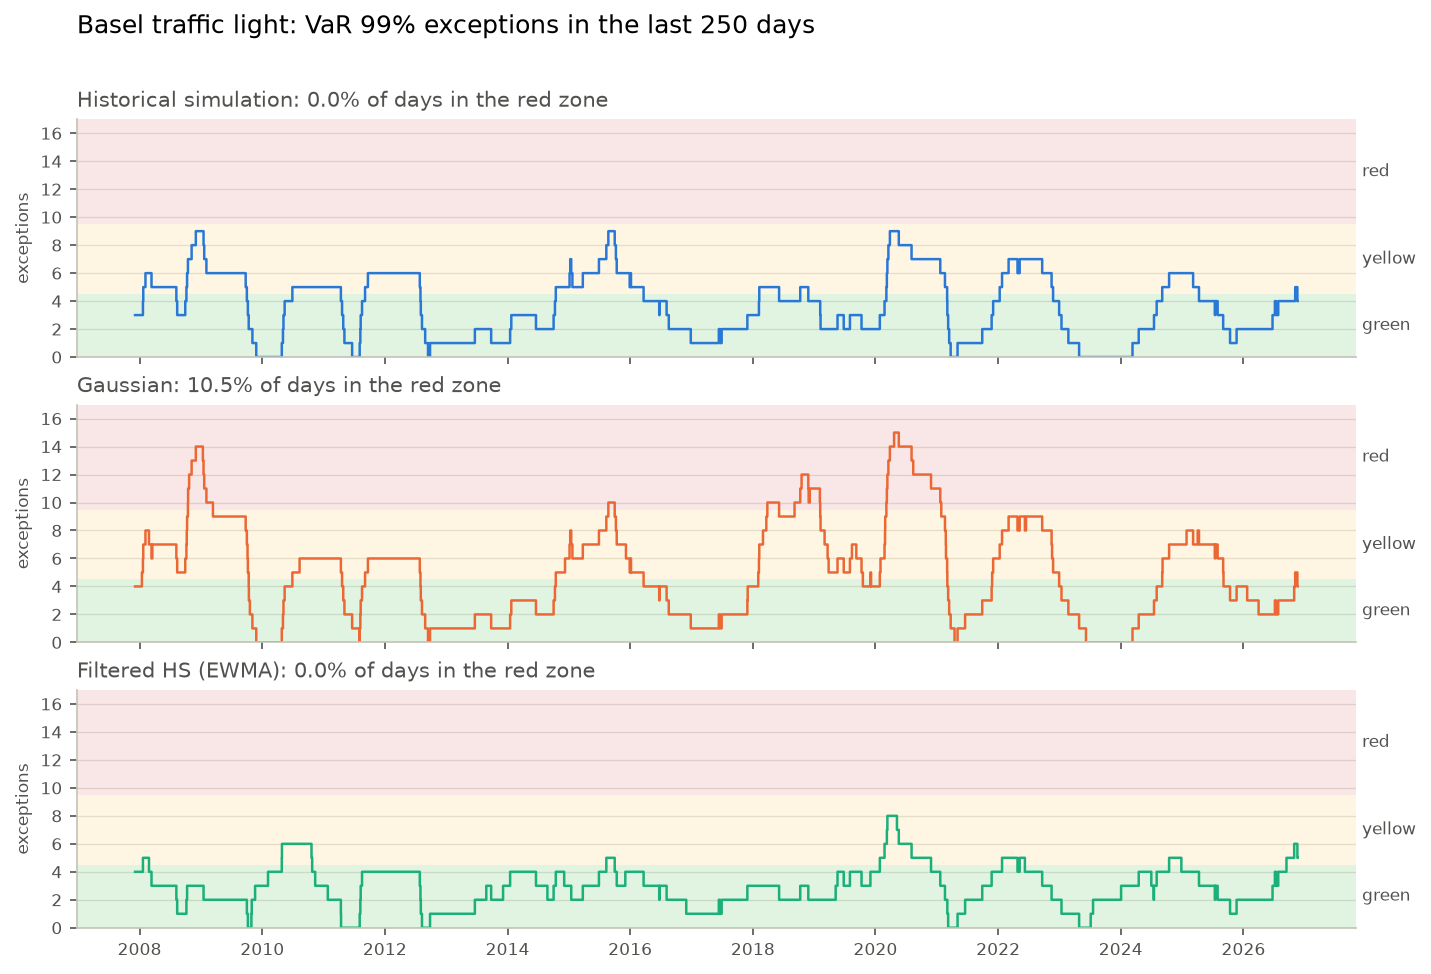 Basel traffic light: VaR 99% exceptions in the last 250 days
Historical simulation: 0.0% of days in the red zone
16
14
12
10
8
6
4
2
0
exceptions
red
yellow
green
Gaussian: 10.5% of days in the red zone
16
14
12
10
8
6
4
2
0
exceptions
red
yellow
green
Filtered HS (EWMA): 0.0% of days in the red zone
16
14
12
10
8
6
4
2
0
exceptions
red
yellow
green
2008 2010 2012 2014 2016 2018 2020 2022 2024 2026